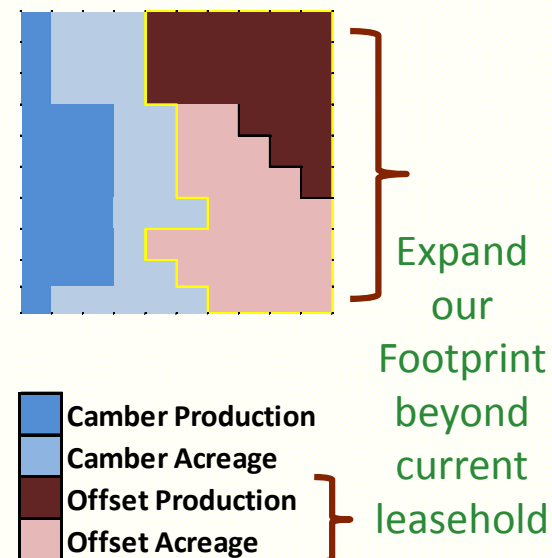 Expand
our
Footprint
beyond
current
leasehold
Camber Production
Camber Acreage
Offset Production
Offset Acreage